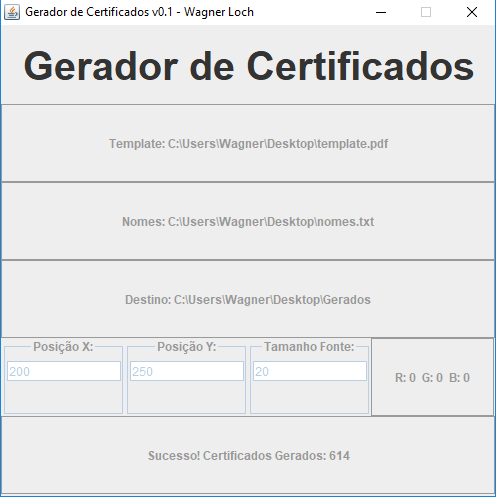 Gerador de Certificados v0.1 - Wagner Loch
Gerador de Certificados
Template: C:\Users\Wagner\Desktop\template.pdf
Nomes: C:\Users\Wagner\Desktop\nomes.txt
Destino: C:\Users\Wagner\Desktop\Gerados
Posição X: Posição Y: Tamanho Fonte:
200 250 20 R: 0 G: 0 B: 0
Sucesso! Certificados Gerados: 614